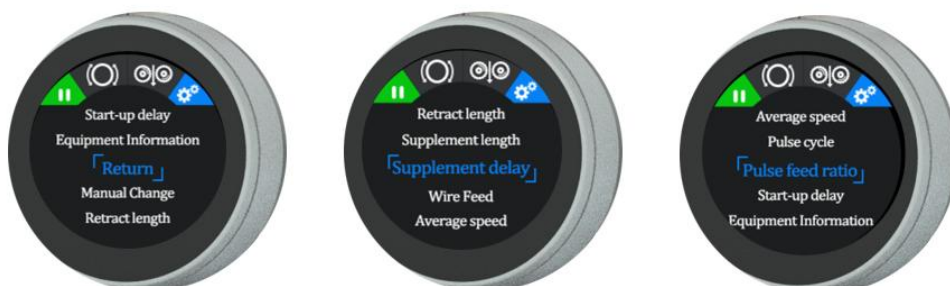 Start-up delay
Equipment Information
Return
Manual Change
Retract length
Retract length
Supplement length
Supplement delay
Wire Feed
Average speed
Average speed
Pulse cycle
Pulse feed ratio
Start-up delay
Equipment Information